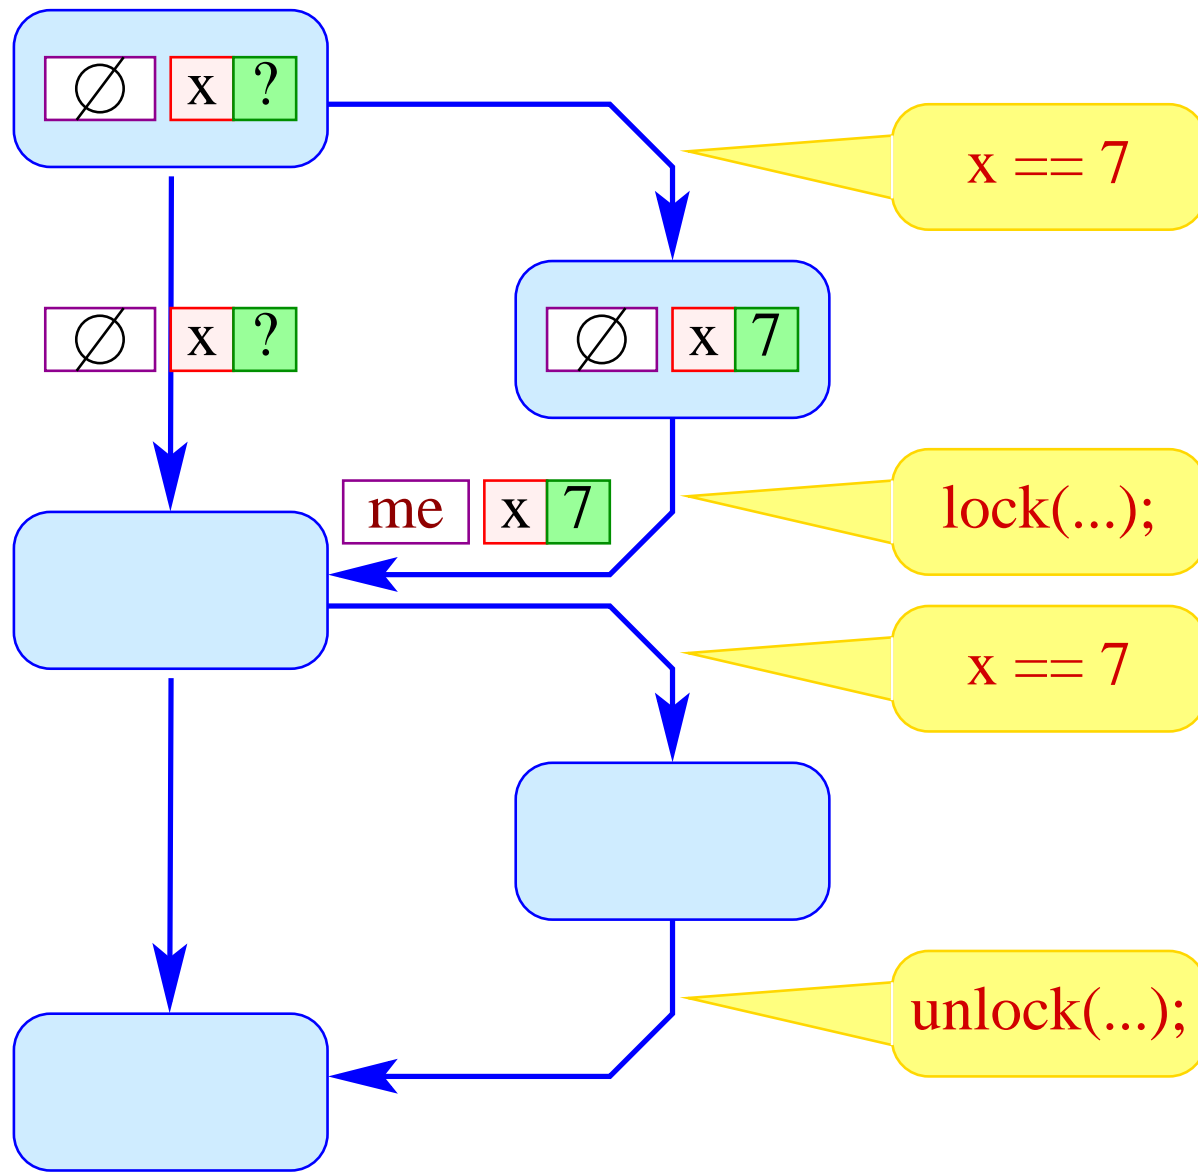 ∅ x ?
x == 7
∅ x ?
∅ x 7
me x 7
lock(...);
x == 7
unlock(...);